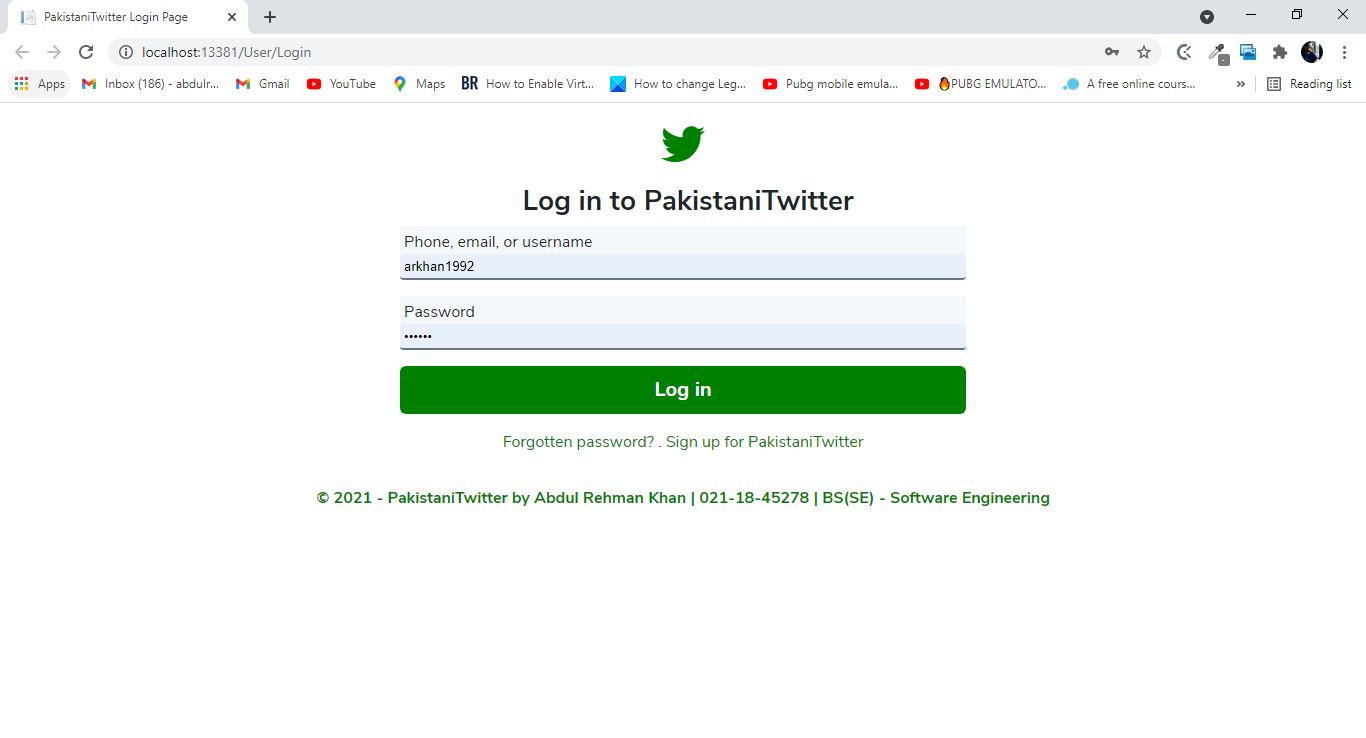 PakistaniTwitter Login Page
localhost:13381/User/Login
Apps Inbox (186) - abdulr... Gmail YouTube Maps BR How to Enable Virt... How to change Leg... Pubg mobile emula... 🔥PUBG EMULATO... A free online cours... » Reading list
Log in to PakistaniTwitter
Phone, email, or username
arkhan1992
Password
••••••
Log in
Forgotten password? . Sign up for PakistaniTwitter
© 2021 - PakistaniTwitter by Abdul Rehman Khan | 021-18-45278 | BS(SE) - Software Engineering